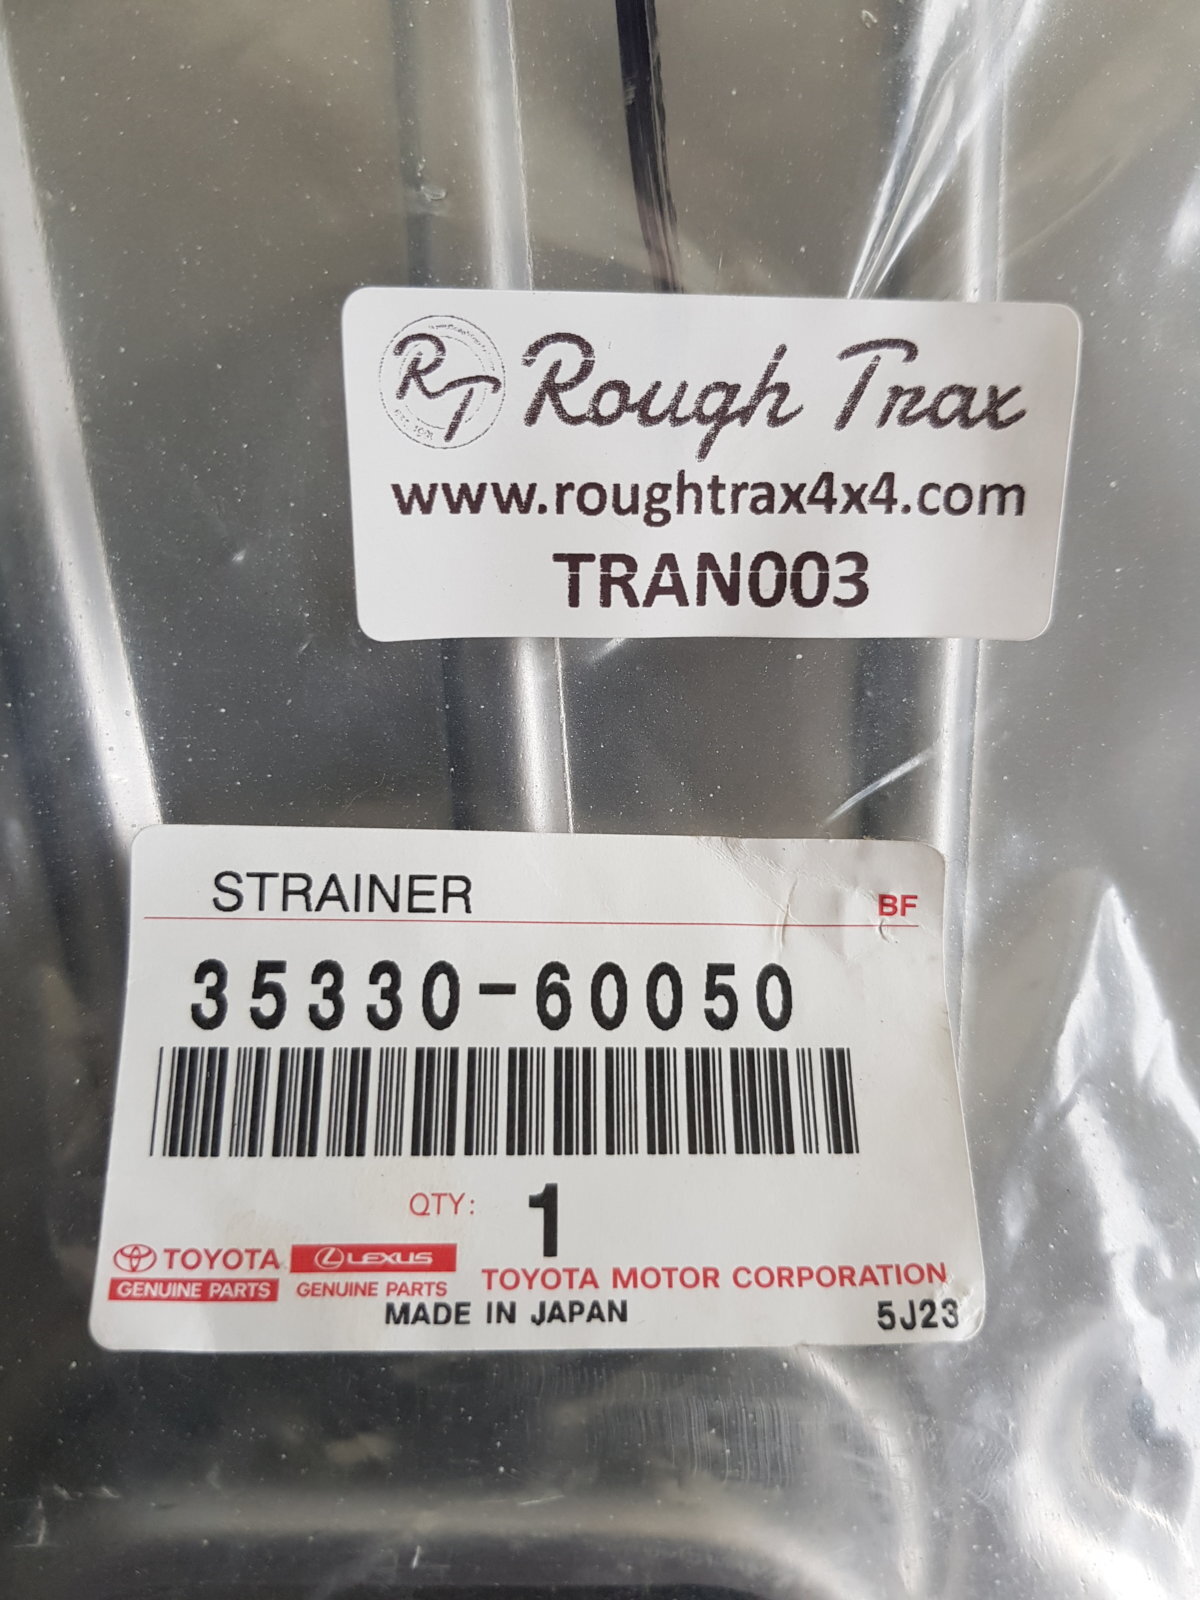 RT Rough Trax
www.roughtrax4x4.com
TRAN003
STRAINER
BF
35330-60050
QTY: 1
TOYOTA LEXUS
GENUINE PARTS GENUINE PARTS TOYOTA MOTOR CORPORATION
MADE IN JAPAN 5J23